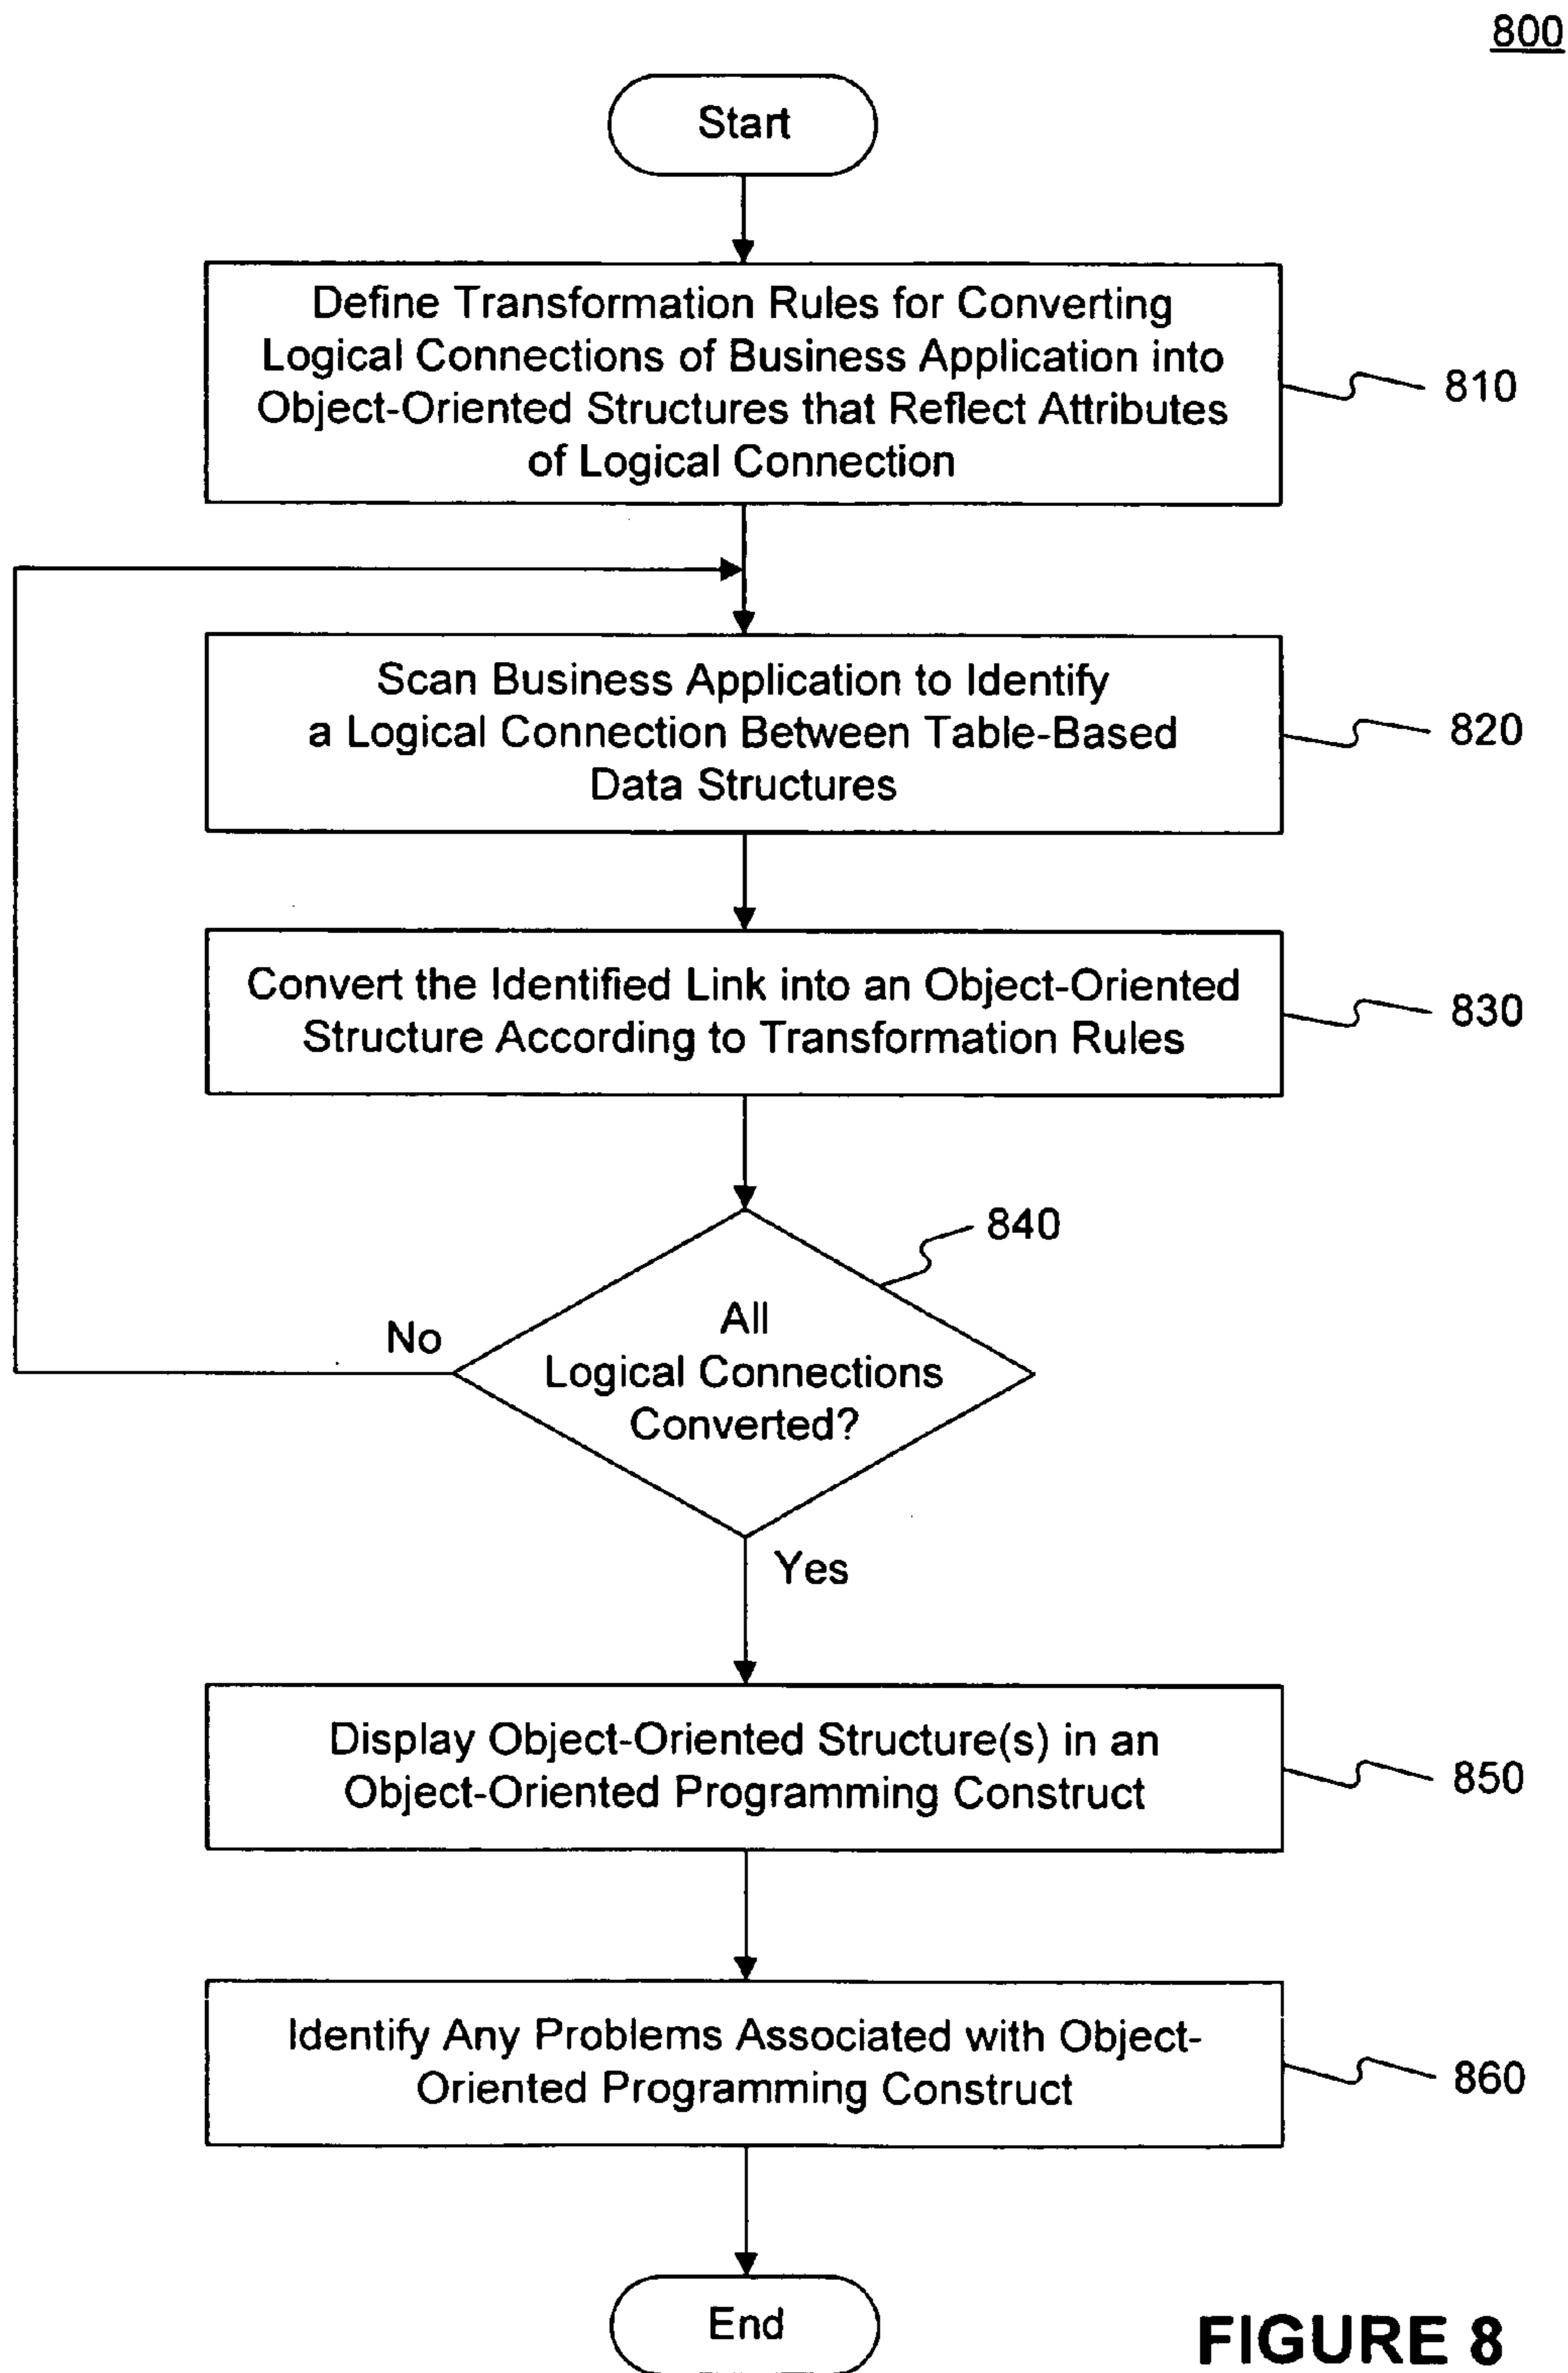 800
Start
Define Transformation Rules for Converting
Logical Connections of Business Application into
Object-Oriented Structures that Reflect Attributes
of Logical Connection
810
Scan Business Application to Identify
a Logical Connection Between Table-Based
Data Structures
820
Convert the Identified Link into an Object-Oriented
Structure According to Transformation Rules
830
840
All
Logical Connections
Converted?
No
Yes
Display Object-Oriented Structure(s) in an
Object-Oriented Programming Construct
850
Identify Any Problems Associated with Object-
Oriented Programming Construct
860
End
FIGURE 8